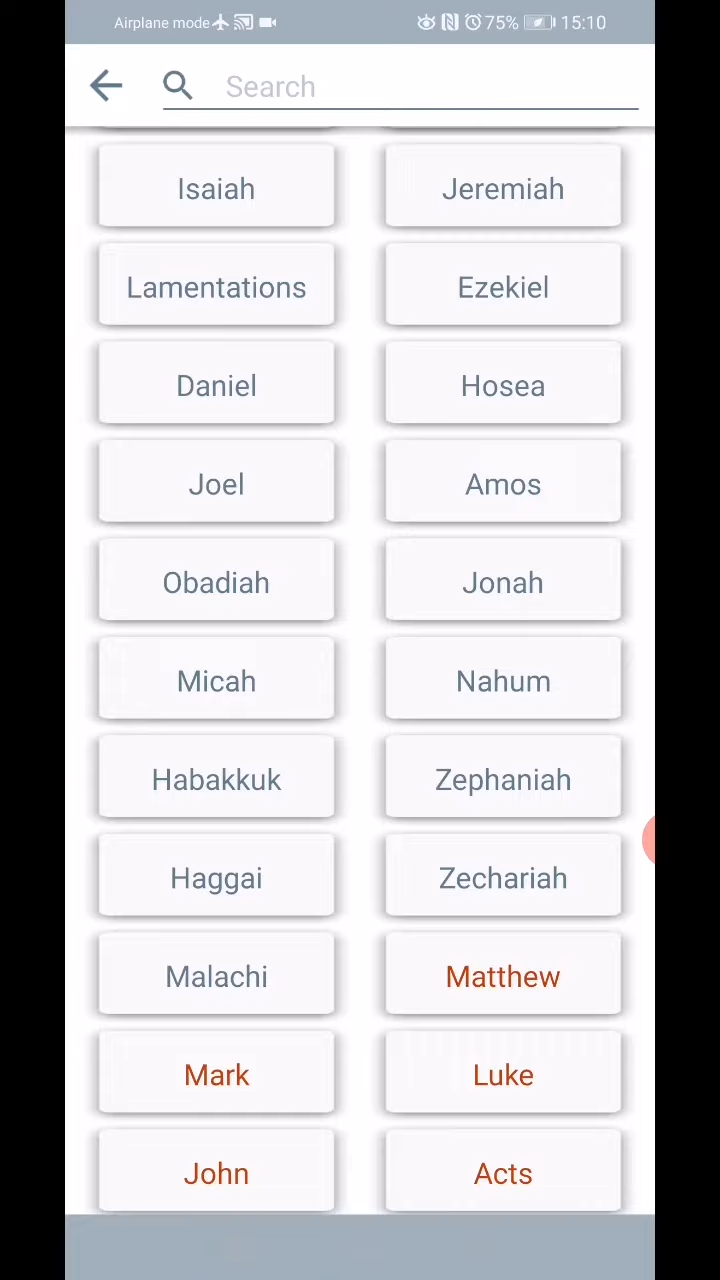 Airplane mode 75% 15:10
Search
Isaiah Jeremiah
Lamentations Ezekiel
Daniel Hosea
Joel Amos
Obadiah Jonah
Micah Nahum
Habakkuk Zephaniah
Haggai Zechariah
Malachi Matthew
Mark Luke
John Acts